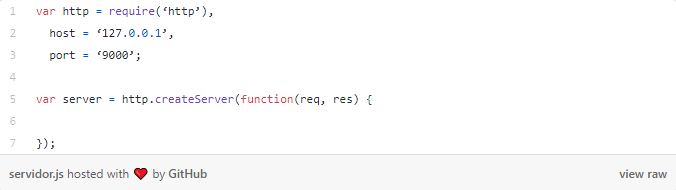 1 var http = require(‘http’),
2 host = ‘127.0.0.1’,
3 port = ‘9000’;
4
5 var server = http.createServer(function(req, res) {
6
7 });
servidor.js hosted with ❤ by GitHub view raw